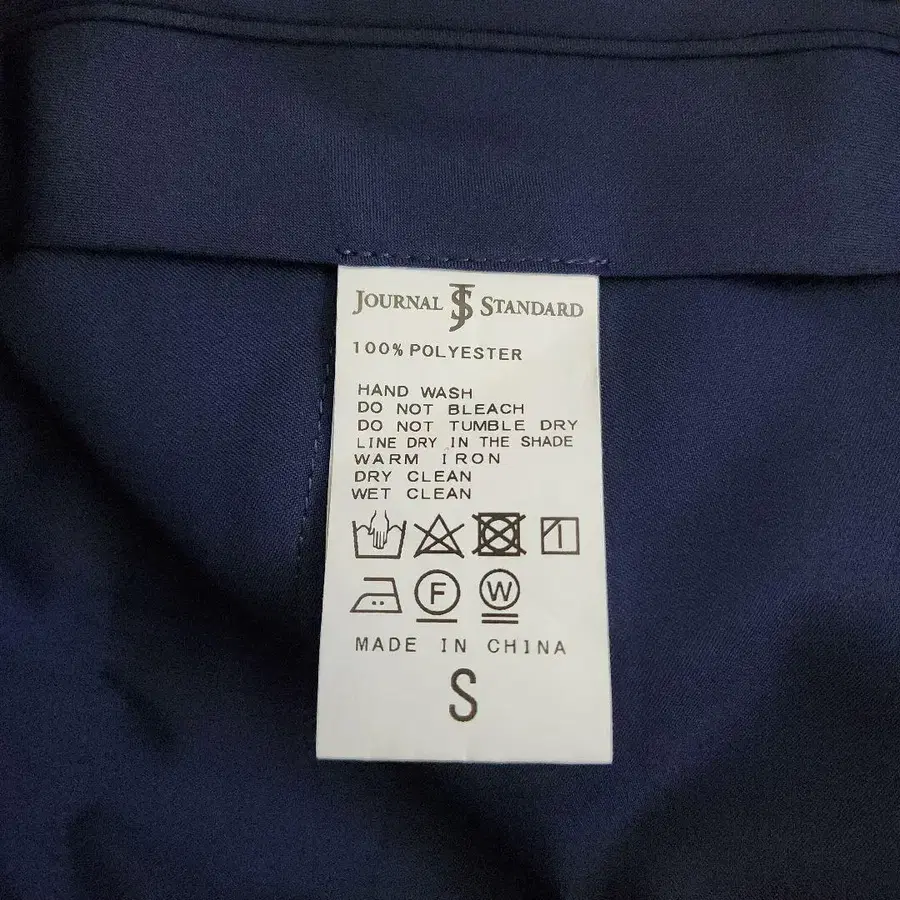 JOURNAL JS STANDARD
100% POLYESTER
HAND WASH
DO NOT BLEACH
DO NOT TUMBLE DRY
LINE DRY IN THE SHADE
WARM IRON
DRY CLEAN
WET CLEAN
F W
MADE IN CHINA
S